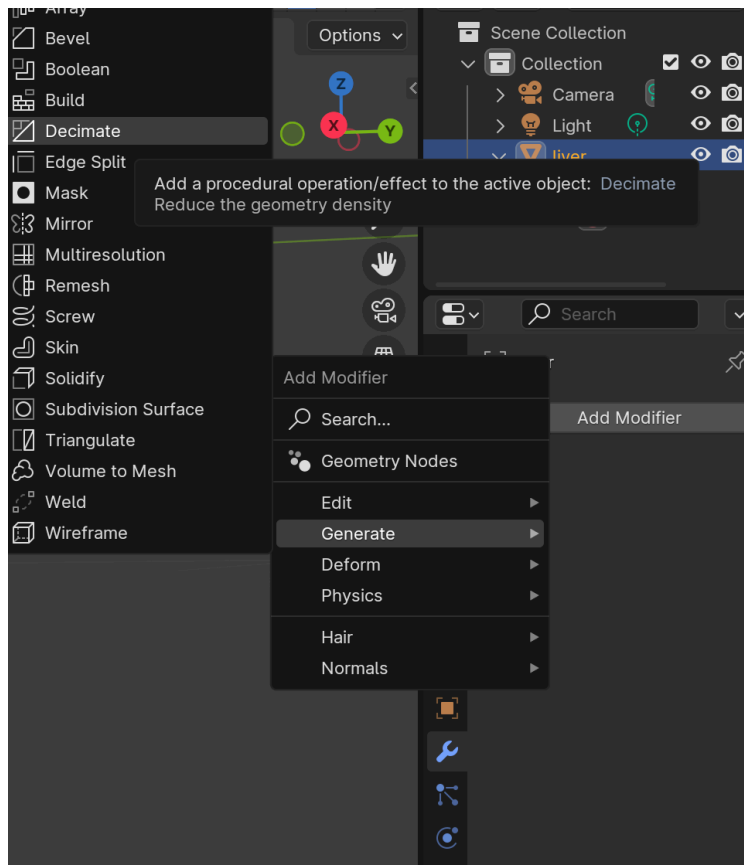 Array
Bevel
Boolean
Build
Decimate
Edge Split
Mask
Mirror
Multiresolution
Remesh
Screw
Skin
Solidify
Subdivision Surface
Triangulate
Volume to Mesh
Weld
Wireframe
Options
Z
X
Y
Add a procedural operation/effect to the active object: Decimate
Reduce the geometry density
Add Modifier
Search...
Geometry Nodes
Edit
Generate
Deform
Physics
Hair
Normals
Scene Collection
Collection
Camera
Light
liver
Search
r
Add Modifier